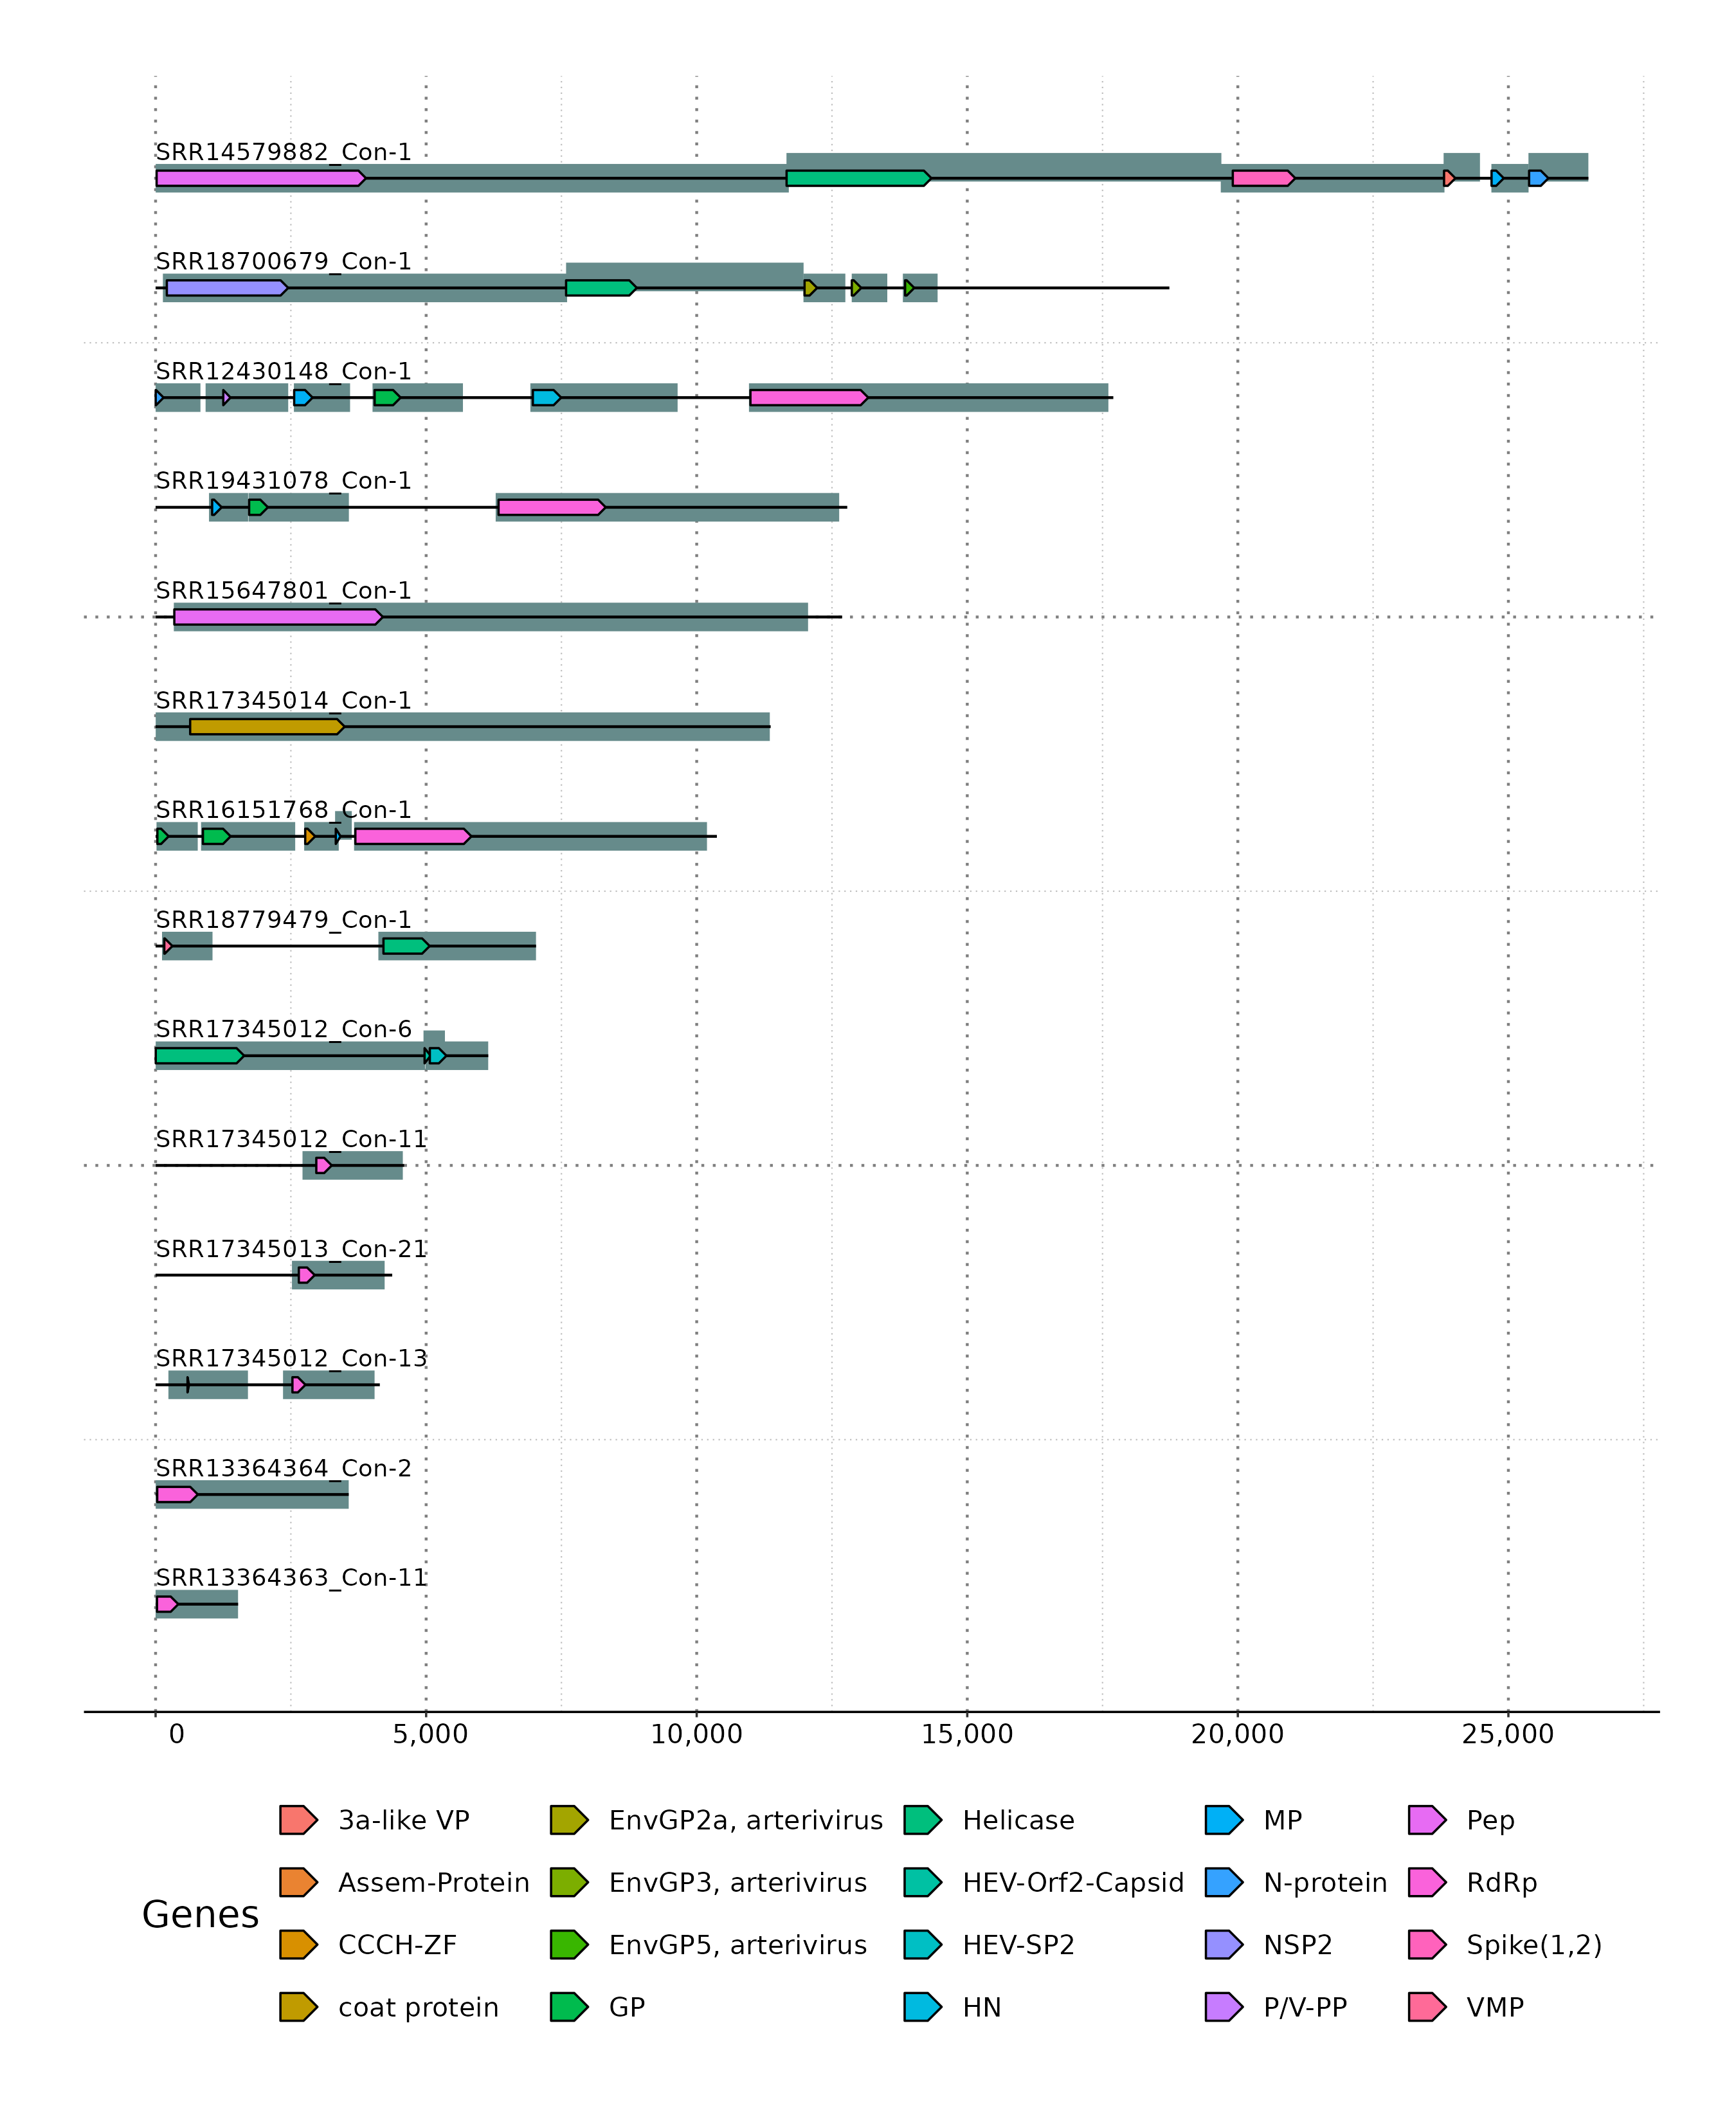 SRR14579882_Con-1
SRR18700679_Con-1
SRR12430148_Con-1
SRR19431078_Con-1
SRR15647801_Con-1
SRR17345014_Con-1
SRR16151768_Con-1
SRR18779479_Con-1
SRR17345012_Con-6
SRR17345012_Con-11
SRR17345013_Con-21
SRR17345012_Con-13
SRR13364364_Con-2
SRR13364363_Con-11
0 5,000 10,000 15,000 20,000 25,000
Genes
3a-like VP
Assem-Protein
CCCH-ZF
coat protein
EnvGP2a, arterivirus
EnvGP3, arterivirus
EnvGP5, arterivirus
GP
Helicase
HEV-Orf2-Capsid
HEV-SP2
HN
MP
N-protein
NSP2
P/V-PP
Pep
RdRp
Spike(1,2)
VMP